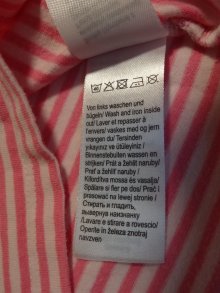 Von links waschen und
bügeln/ Wash and iron inside
out/ Laver et repasser à
l'envers/ vaskes med og jern
vrangen du/ Tersinden
yıkayınız ve ütüleyiniz/
Binnenstebuiten wassen en
strijken/ Prát a žehlit naruby/
Prať a žehliť naruby/
Kifordítva mosás és vasalja/
Spălare si fier pe dos/ Prać i
prasować na lewej stronie/
Стирать и гладить,
вывернув наизнанку/
Lavare e stirare a rovescio/
Operite in železite znotraj
navzven